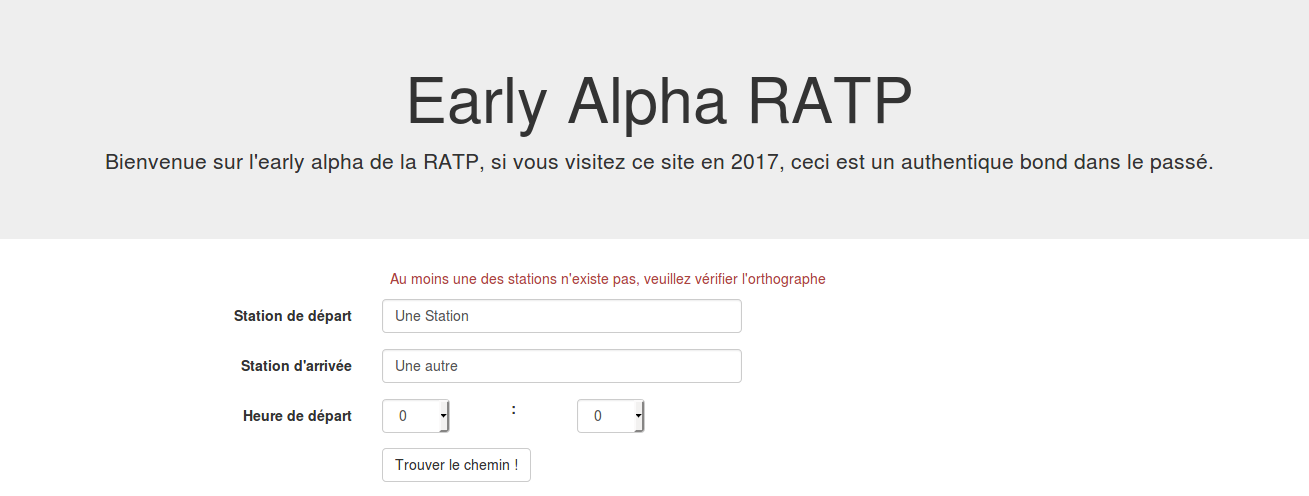 Early Alpha RATP
Bienvenue sur l'early alpha de la RATP, si vous visitez ce site en 2017, ceci est un authentique bond dans le passé.
Au moins une des stations n'existe pas, veuillez vérifier l'orthographe
Station de départ Une Station
Station d'arrivée Une autre
Heure de départ 0 : 0
Trouver le chemin !